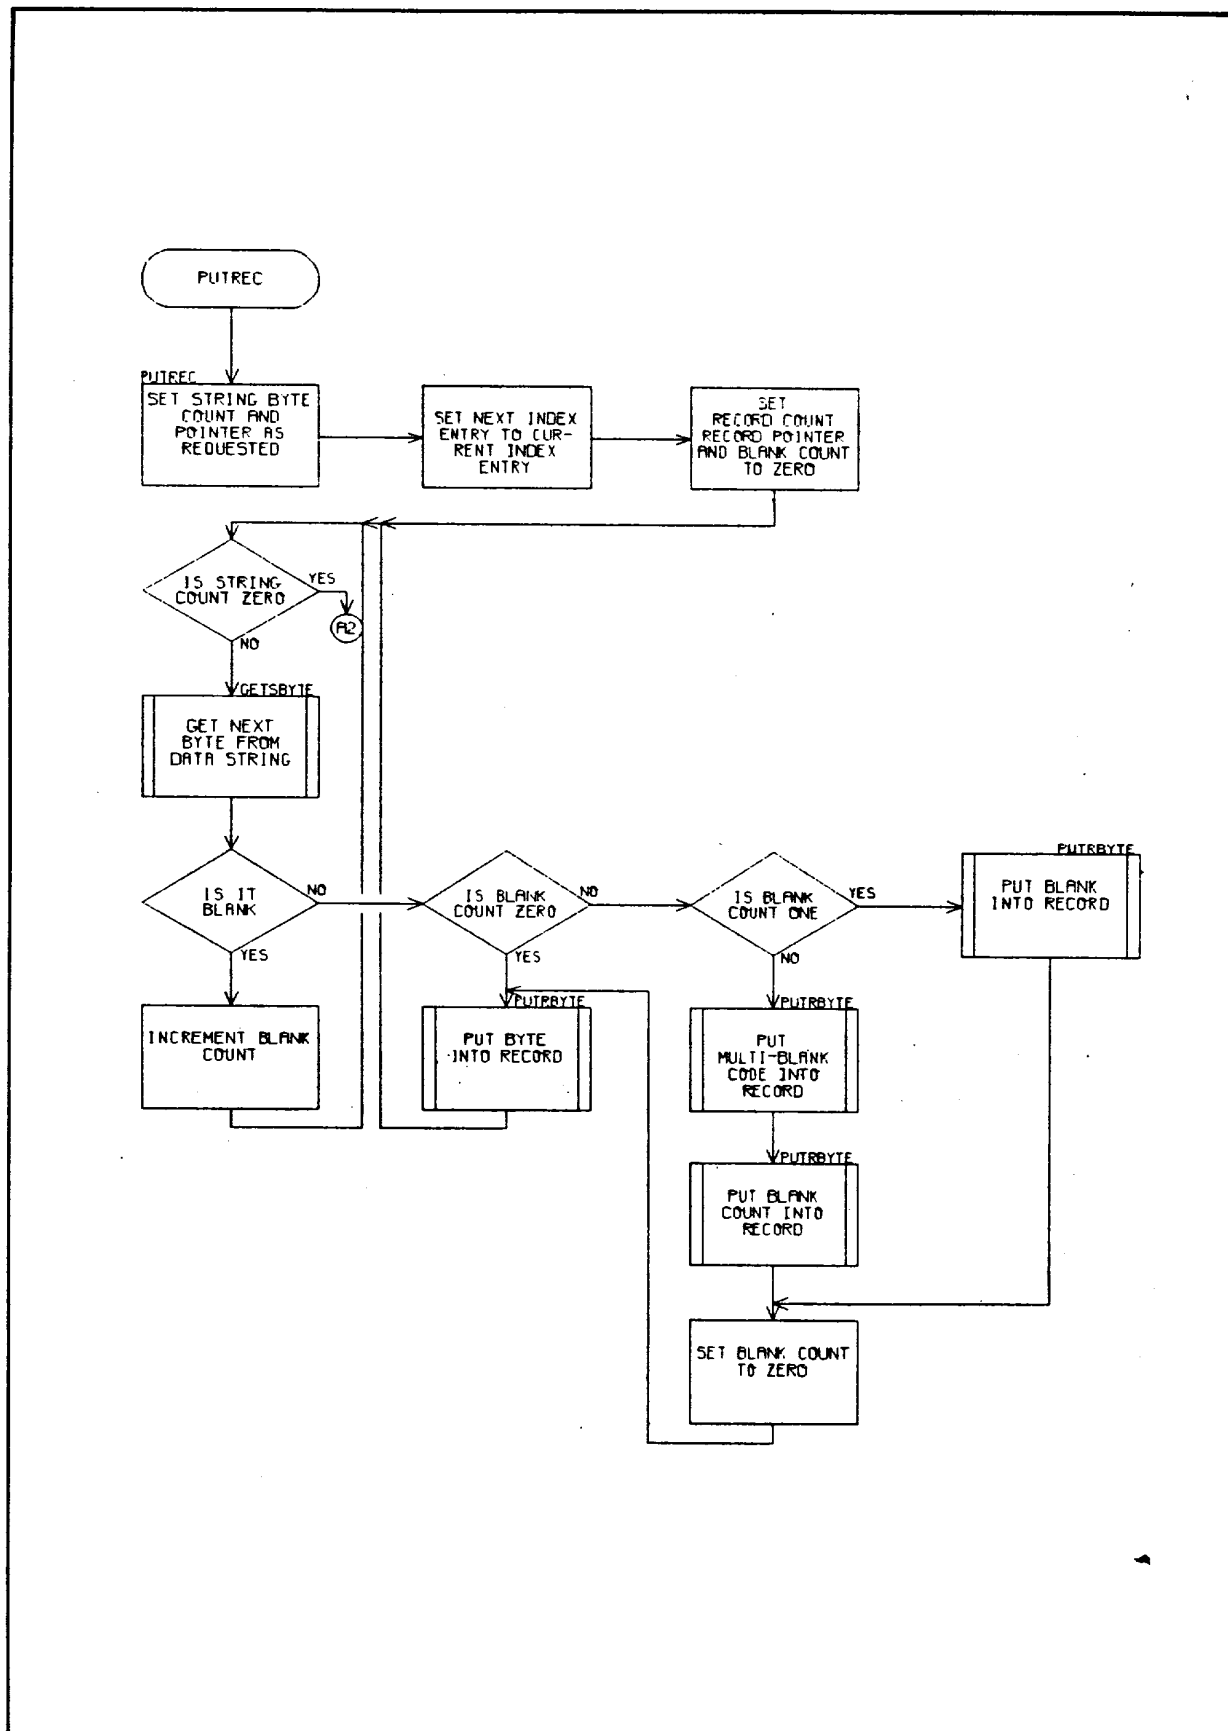 PUTREC
PUTREC
SET STRING BYTE
COUNT AND
POINTER AS
REQUESTED
SET NEXT INDEX
ENTRY TO CUR-
RENT INDEX
ENTRY
SET
RECORD COUNT
RECORD POINTER
AND BLANK COUNT
TO ZERO
IS STRING
COUNT ZERO
YES
A2
NO
GETSBYTE
GET NEXT
BYTE FROM
DATA STRING
IS IT
BLANK
NO
YES
IS BLANK
COUNT ZERO
NO
YES
IS BLANK
COUNT ONE
YES
NO
PUTRBYTE
PUT BLANK
INTO RECORD
INCREMENT BLANK
COUNT
PUTRBYTE
PUT BYTE
INTO RECORD
PUTRBYTE
PUT
MULTI-BLANK
CODE INTO
RECORD
PUTRBYTE
PUT BLANK
COUNT INTO
RECORD
SET BLANK COUNT
TO ZERO